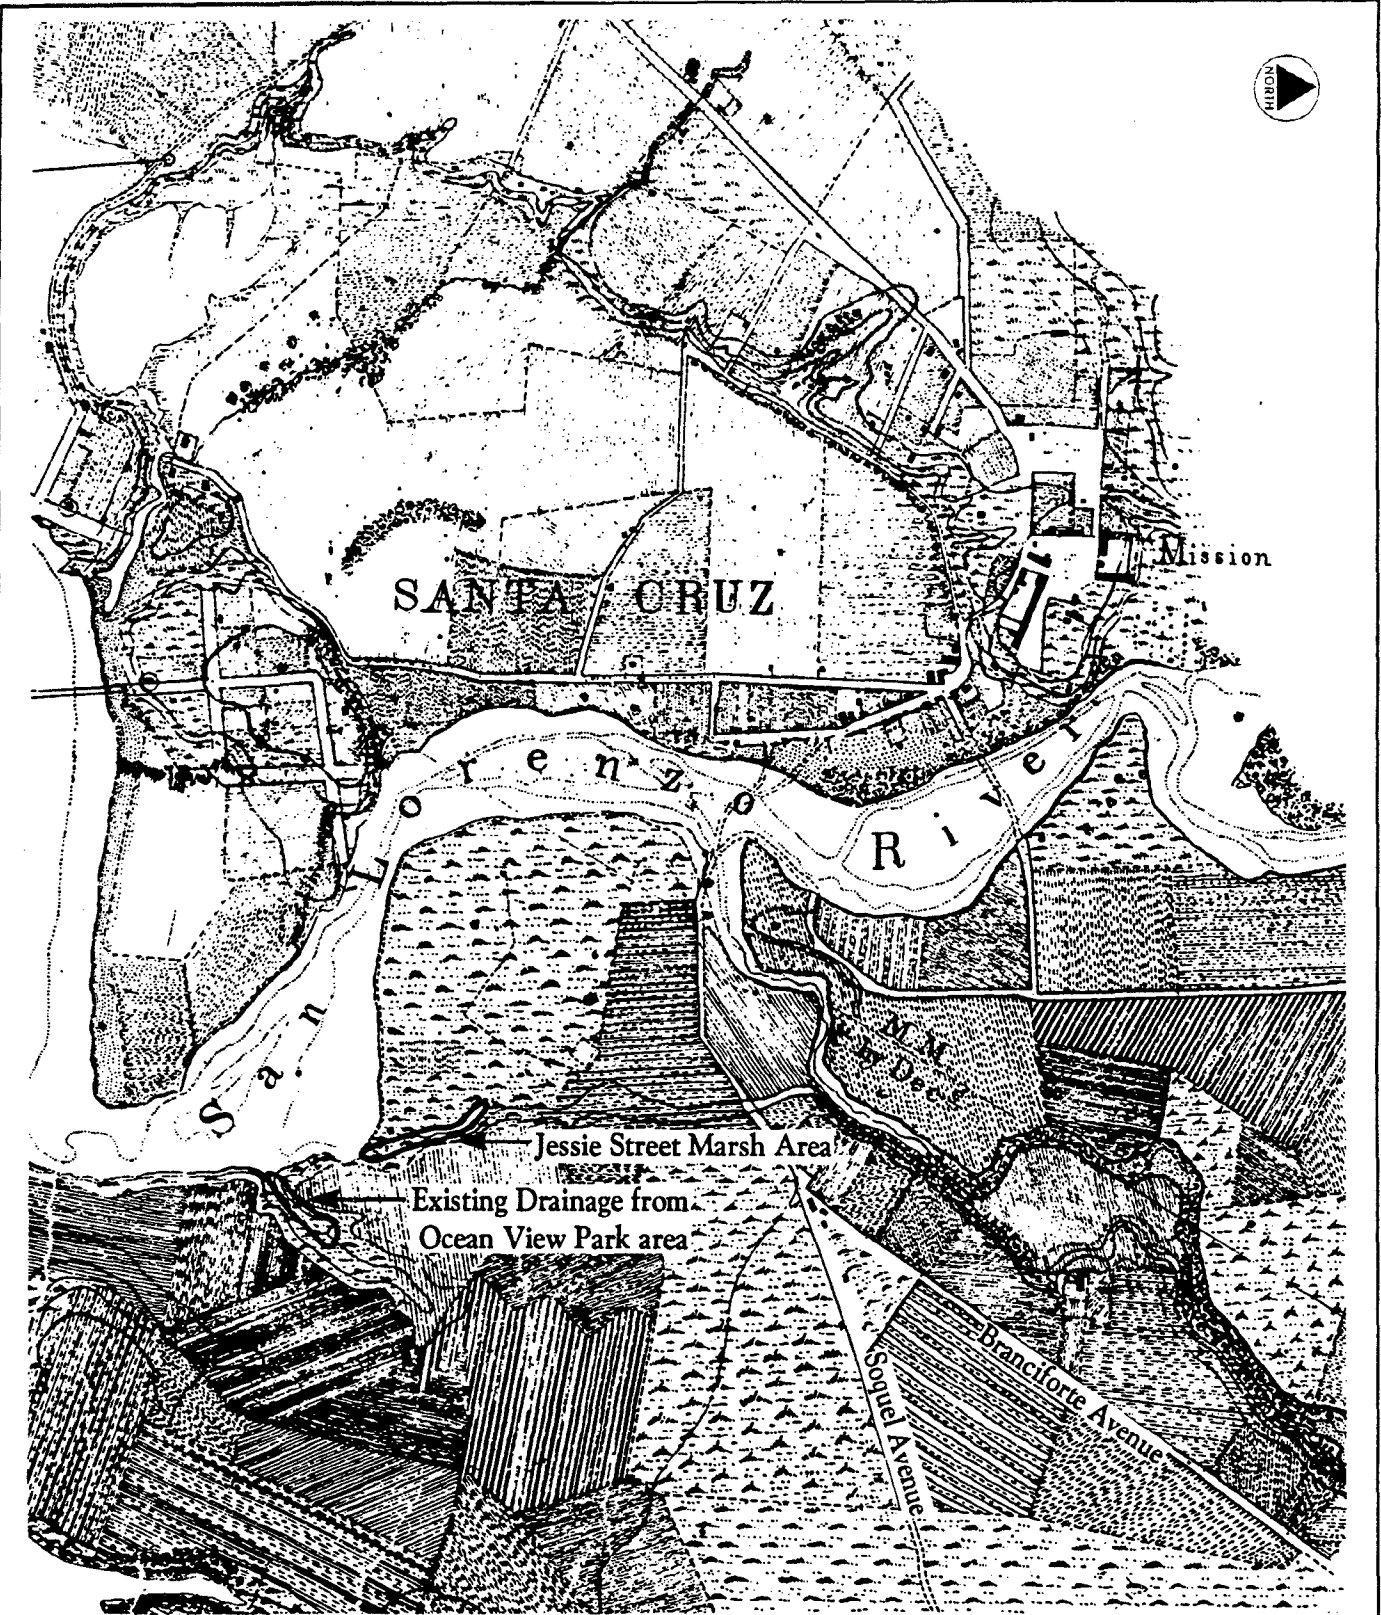 NORTH
Mission
SANTA CRUZ
San Lorenzo River
Jessie Street Marsh Area
Existing Drainage from
Ocean View Park area
Branciforte Avenue
Soquel Avenue